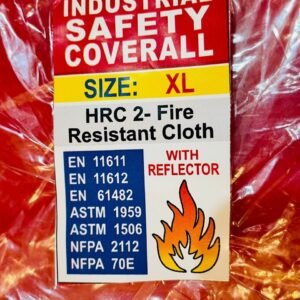 INDUSTRIAL
SAFETY
COVERALL
SIZE: XL
HRC 2- Fire
Resistant Cloth
EN 11611
EN 11612
EN 61482
ASTM 1959
ASTM 1506
NFPA 2112
NFPA 70E
WITH
REFLECTOR